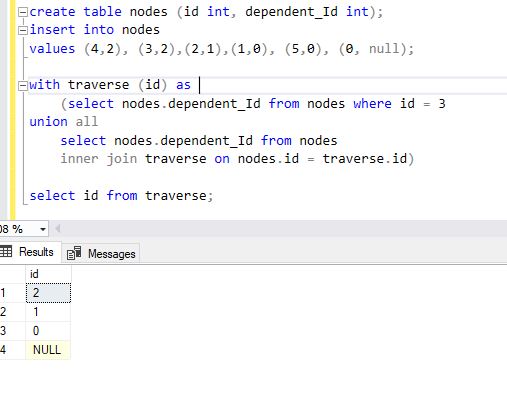 create table nodes (id int, dependent_Id int);
insert into nodes
values (4,2), (3,2),(2,1),(1,0), (5,0), (0, null);
with traverse (id) as
(select nodes.dependent_Id from nodes where id = 3
union all
select nodes.dependent_Id from nodes
inner join traverse on nodes.id = traverse.id)
select id from traverse;
08 %
Results Messages
id
1 2
2 1
3 0
4 NULL